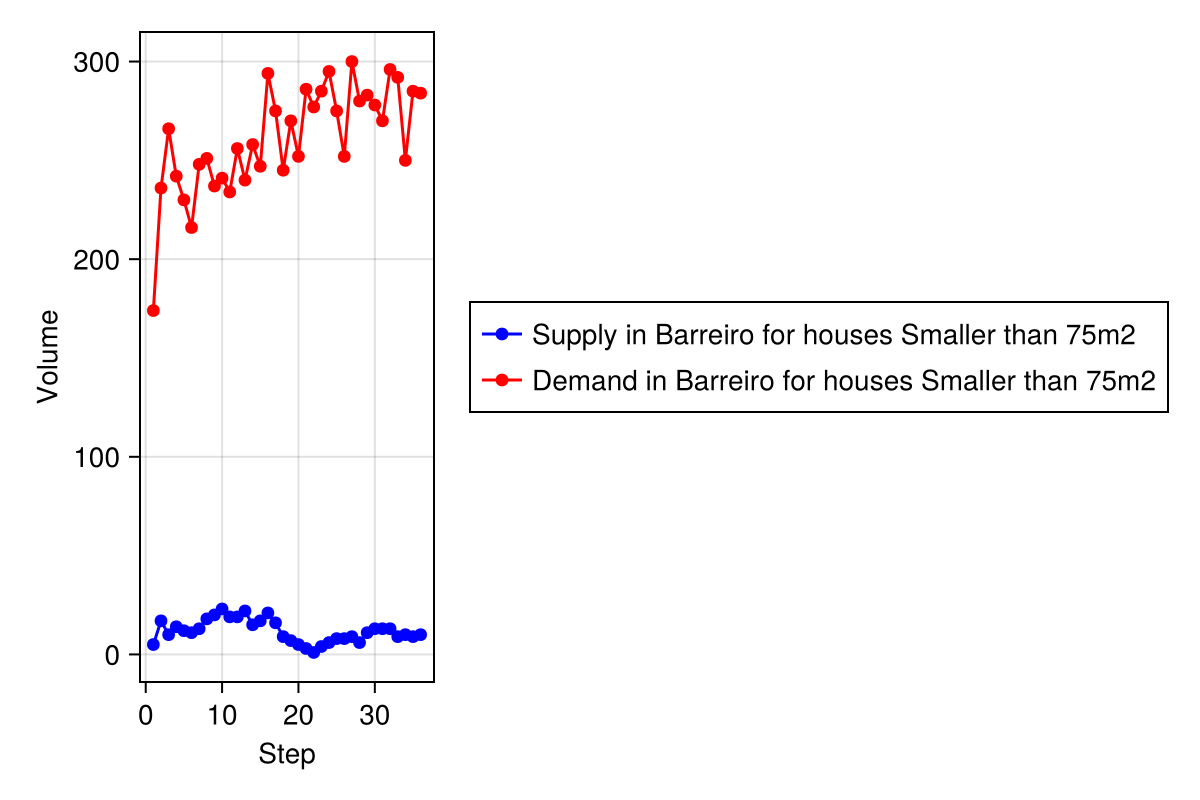 300
200
100
0
Volume
0 10 20 30
Step
Supply in Barreiro for houses Smaller than 75m2
Demand in Barreiro for houses Smaller than 75m2